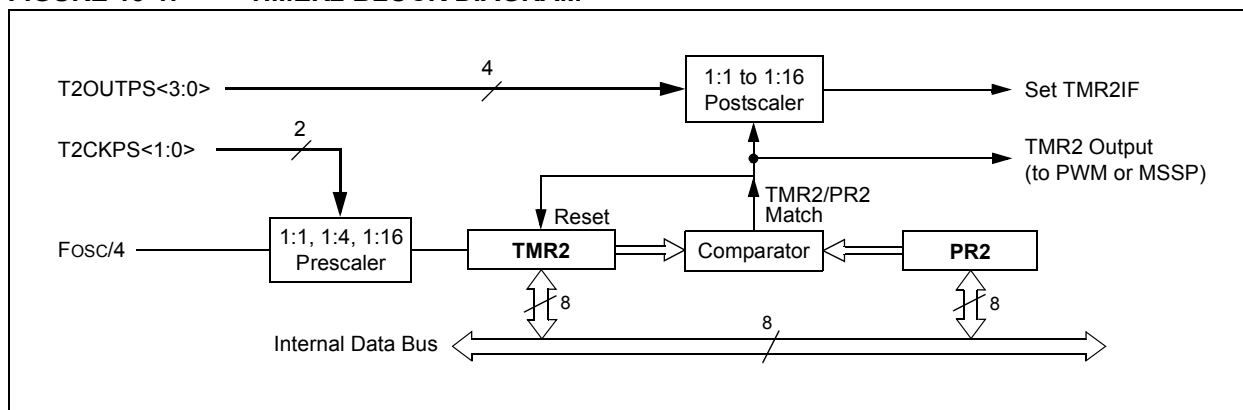 FIGURE TIMER2 BLOCK DIAGRAM
T2OUTPS<3:0>
4
1:1 to 1:16
Postscaler
Set TMR2IF
T2CKPS<1:0>
2
TMR2 Output
(to PWM or MSSP)
TMR2/PR2
Match
Reset
FOSC/4
1:1, 1:4, 1:16
Prescaler
TMR2
Comparator
PR2
8
8
8
Internal Data Bus